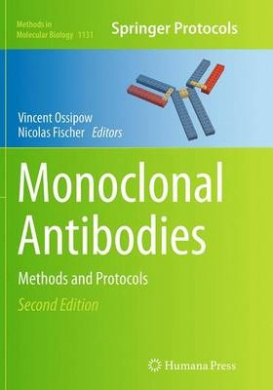 Methods in
Molecular Biology 1131
Springer Protocols
Vincent Ossipow
Nicolas Fischer Editors
Monoclonal
Antibodies
Methods and Protocols
Second Edition
Humana Press